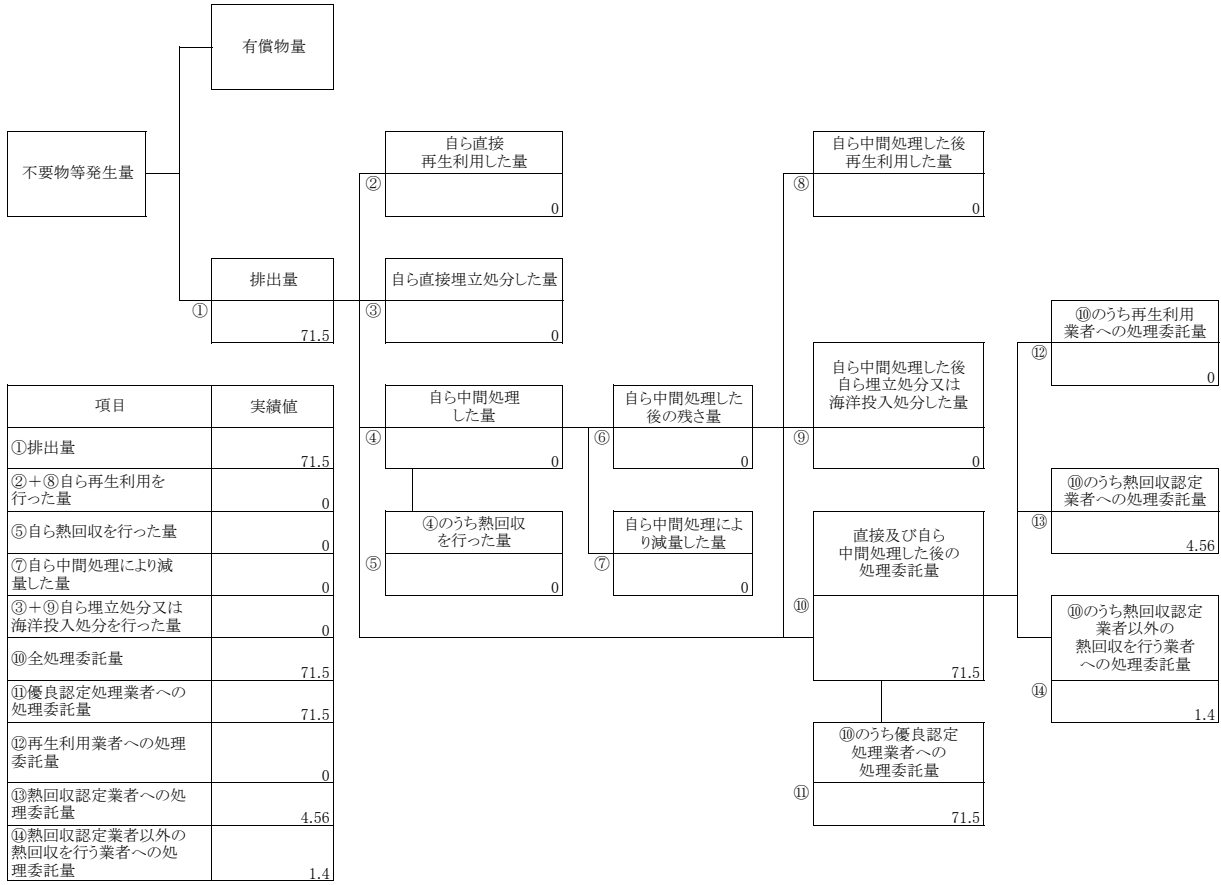 有償物量
不要物等発生量
自ら直接
再生利用した量
②
0
自ら中間処理した後
再生利用した量
⑧
0
排出量
①
71.5
自ら直接埋立処分した量
③
0
⑩のうち再生利用
業者への処理委託量
⑫
0
自ら中間処理した後
自ら埋立処分又は
海洋投入処分した量
⑨
0
自ら中間処理
した量
④
0
自ら中間処理した
後の残さ量
⑥
0
⑩のうち熱回収認定
業者への処理委託量
⑬
4.56
④のうち熱回収
を行った量
⑤
0
自ら中間処理によ
り減量した量
⑦
0
直接及び自ら
中間処理した後の
処理委託量
⑩
71.5
⑩のうち熱回収認定
業者以外の
熱回収を行う業者
への処理委託量
⑭
1.4
⑩のうち優良認定
処理業者への
処理委託量
⑪
71.5
項目 実績値
①排出量
71.5
②＋⑧自ら再生利用を
行った量
0
⑤自ら熱回収を行った量
0
⑦自ら中間処理により減
量した量
0
③＋⑨自ら埋立処分又は
海洋投入処分を行った量
0
⑩全処理委託量
71.5
⑪優良認定処理業者への
処理委託量
71.5
⑫再生利用業者への処理
委託量
0
⑬熱回収認定業者への処
理委託量
4.56
⑭熱回収認定業者以外の
熱回収を行う業者への処
理委託量
1.4